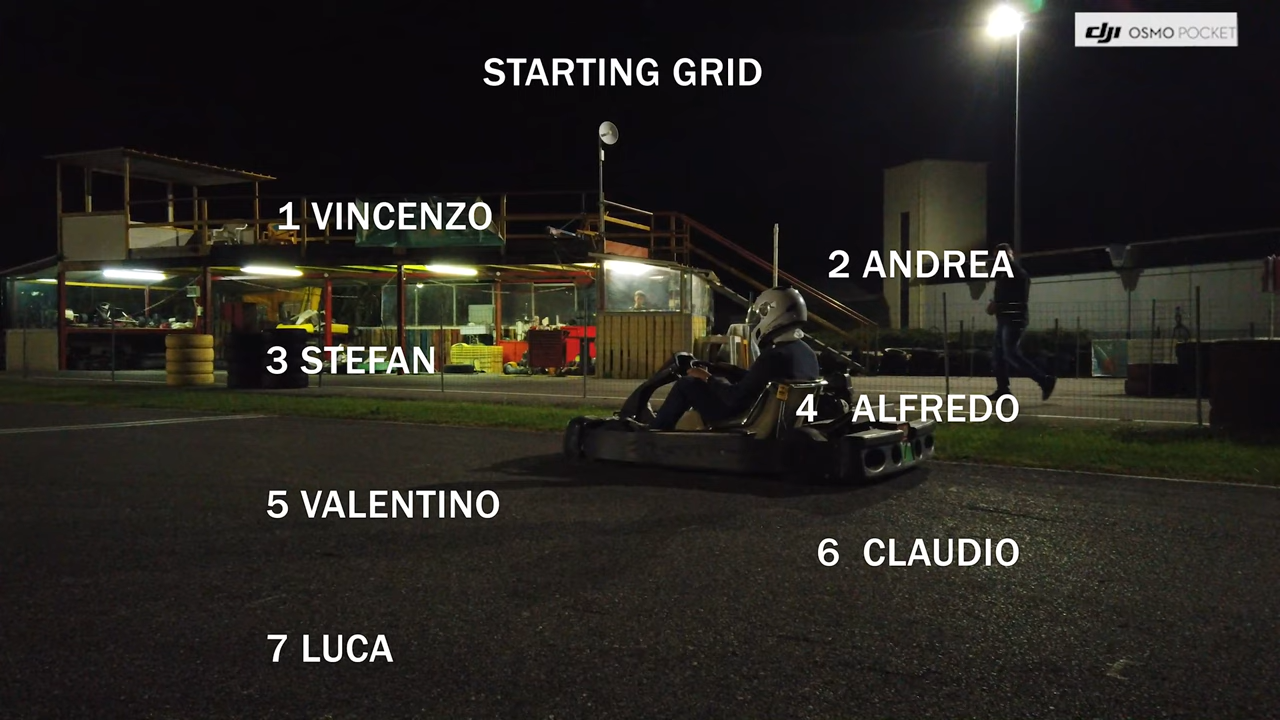 dji OSMO POCKET
STARTING GRID
1 VINCENZO
2 ANDREA
3 STEFAN
4 ALFREDO
5 VALENTINO
6 CLAUDIO
7 LUCA